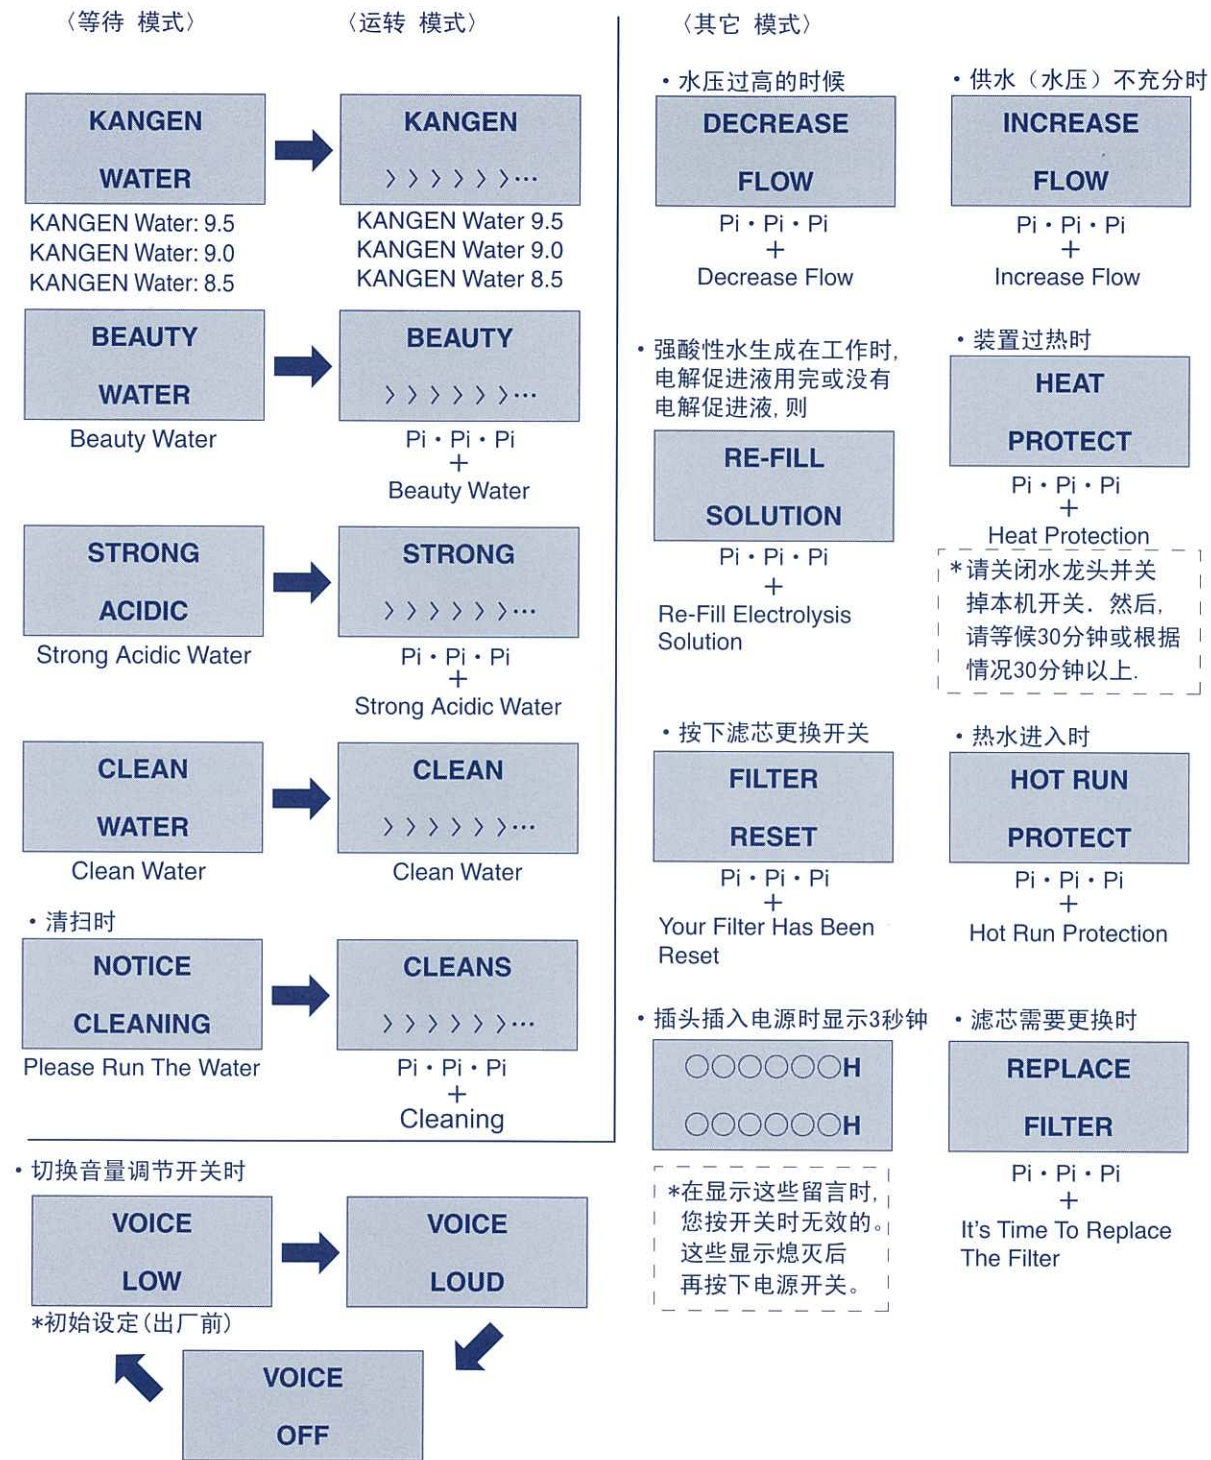 〈等待 模式〉
〈运转 模式〉
KANGEN
WATER
KANGEN
〉〉〉〉〉〉…
KANGEN Water: 9.5
KANGEN Water: 9.0
KANGEN Water: 8.5
KANGEN Water 9.5
KANGEN Water 9.0
KANGEN Water 8.5
BEAUTY
WATER
BEAUTY
〉〉〉〉〉〉…
Beauty Water
Pi・Pi・Pi
+
Beauty Water
STRONG
ACIDIC
STRONG
〉〉〉〉〉〉…
Strong Acidic Water
Pi・Pi・Pi
+
Strong Acidic Water
CLEAN
WATER
CLEAN
〉〉〉〉〉〉…
Clean Water
Clean Water
・清扫时
NOTICE
CLEANING
CLEANS
〉〉〉〉〉〉…
Please Run The Water
Pi・Pi・Pi
+
Cleaning
・切换音量调节开关时
VOICE
LOW
VOICE
LOUD
*初始设定(出厂前)
VOICE
OFF
〈其它 模式〉
・水压过高的时候
DECREASE
FLOW
Pi・Pi・Pi
+
Decrease Flow
・供水（水压）不充分时
INCREASE
FLOW
Pi・Pi・Pi
+
Increase Flow
・强酸性水生成在工作时,
电解促进液用完或没有
电解促进液,则
RE-FILL
SOLUTION
Pi・Pi・Pi
+
Re-Fill Electrolysis
Solution
・装置过热时
HEAT
PROTECT
Pi・Pi・Pi
+
Heat Protection
*请关闭水龙头并关
掉本机开关. 然后,
请等候30分钟或根据
情况30分钟以上.
・按下滤芯更换开关
FILTER
RESET
Pi・Pi・Pi
+
Your Filter Has Been
Reset
・热水进入时
HOT RUN
PROTECT
Pi・Pi・Pi
+
Hot Run Protection
・插头插入电源时显示3秒钟
○○○○○○H
○○○○○○H
*在显示这些留言时,
您按开关时无效的。
这些显示熄灭后
再按下电源开关。
・滤芯需要更换时
REPLACE
FILTER
Pi・Pi・Pi
+
It's Time To Replace
The Filter